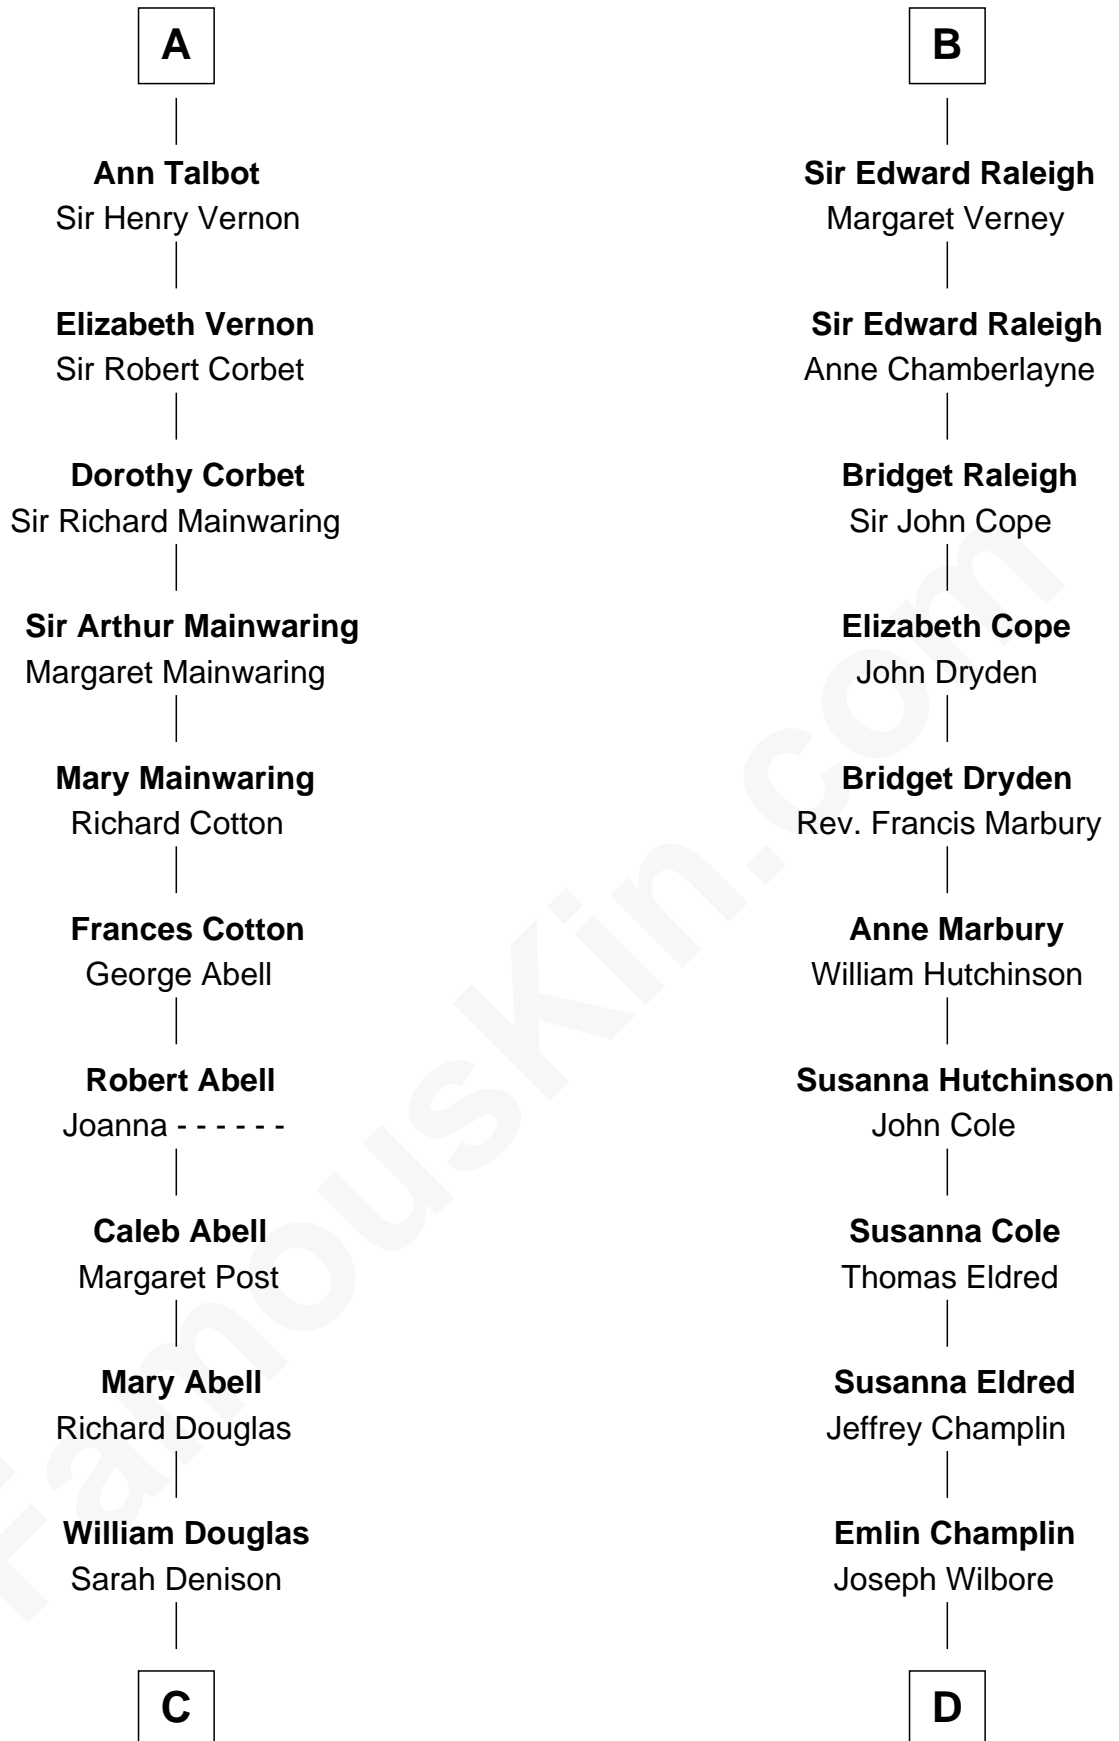 A
Ann Talbot
Sir Henry Vernon
Elizabeth Vernon
Sir Robert Corbet
Dorothy Corbet
Sir Richard Mainwaring
Sir Arthur Mainwaring
Margaret Mainwaring
Mary Mainwaring
Richard Cotton
Frances Cotton
George Abell
Robert Abell
Joanna - - - - - -
Caleb Abell
Margaret Post
Mary Abell
Richard Douglas
William Douglas
Sarah Denison
C
B
Sir Edward Raleigh
Margaret Verney
Sir Edward Raleigh
Anne Chamberlayne
Bridget Raleigh
Sir John Cope
Elizabeth Cope
John Dryden
Bridget Dryden
Rev. Francis Marbury
Anne Marbury
William Hutchinson
Susanna Hutchinson
John Cole
Susanna Cole
Thomas Eldred
Susanna Eldred
Jeffrey Champlin
Emlin Champlin
Joseph Wilbore
D
FamousKin.com